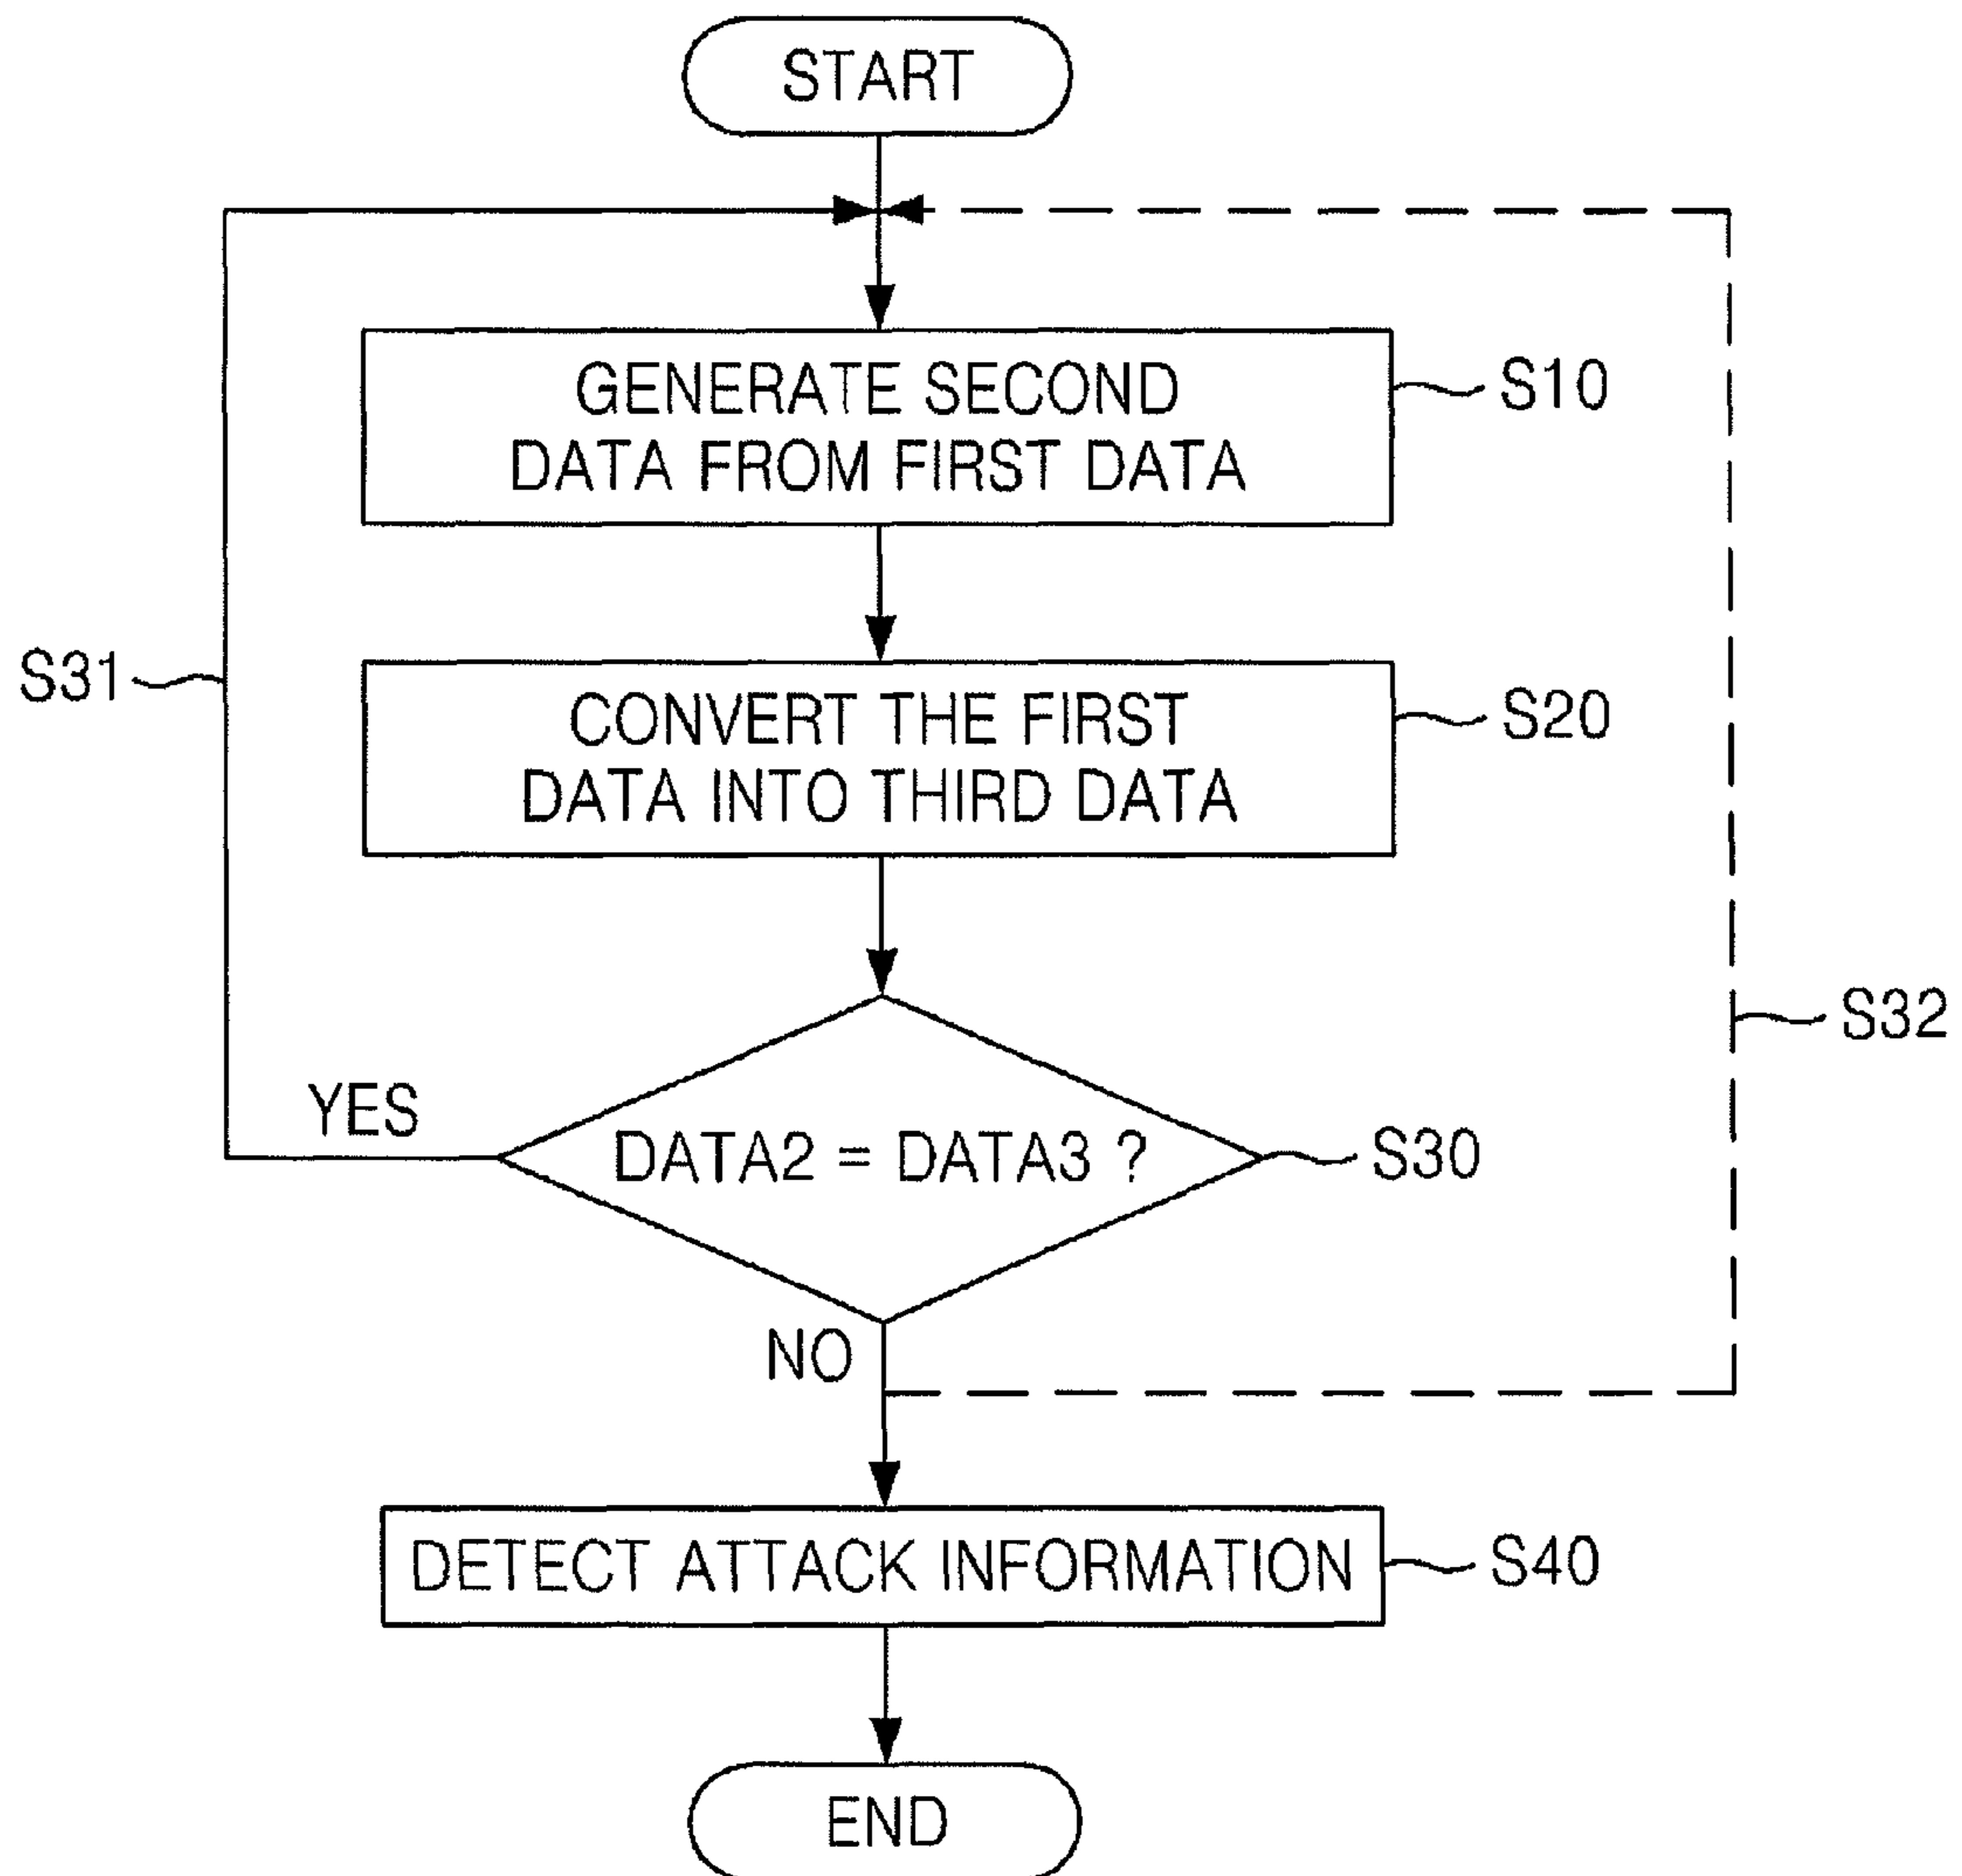 START
GENERATE SECOND
DATA FROM FIRST DATA
S10
S31
CONVERT THE FIRST
DATA INTO THIRD DATA
S20
S32
YES
DATA2 = DATA3 ?
S30
NO
DETECT ATTACK INFORMATION
S40
END